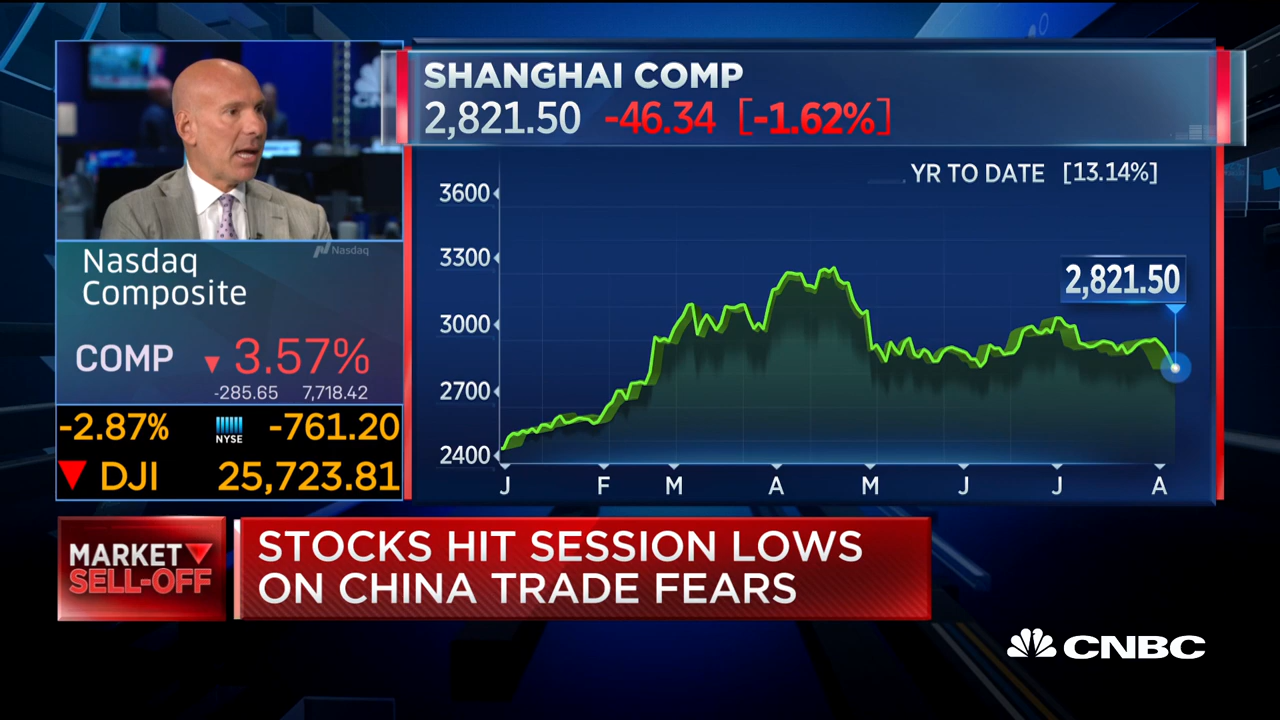 SHANGHAI COMP
2,821.50 -46.34 [-1.62%]
YR TO DATE [13.14%]
3600
3300
3000
2700
2400
2,821.50
J F M A M J J A
Nasdaq
Nasdaq
Composite
COMP ▼ 3.57%
-285.65 7,718.42
-2.87% NYSE -761.20
▼ DJI 25,723.81
MARKET▼
SELL-OFF
STOCKS HIT SESSION LOWS
ON CHINA TRADE FEARS
CNBC